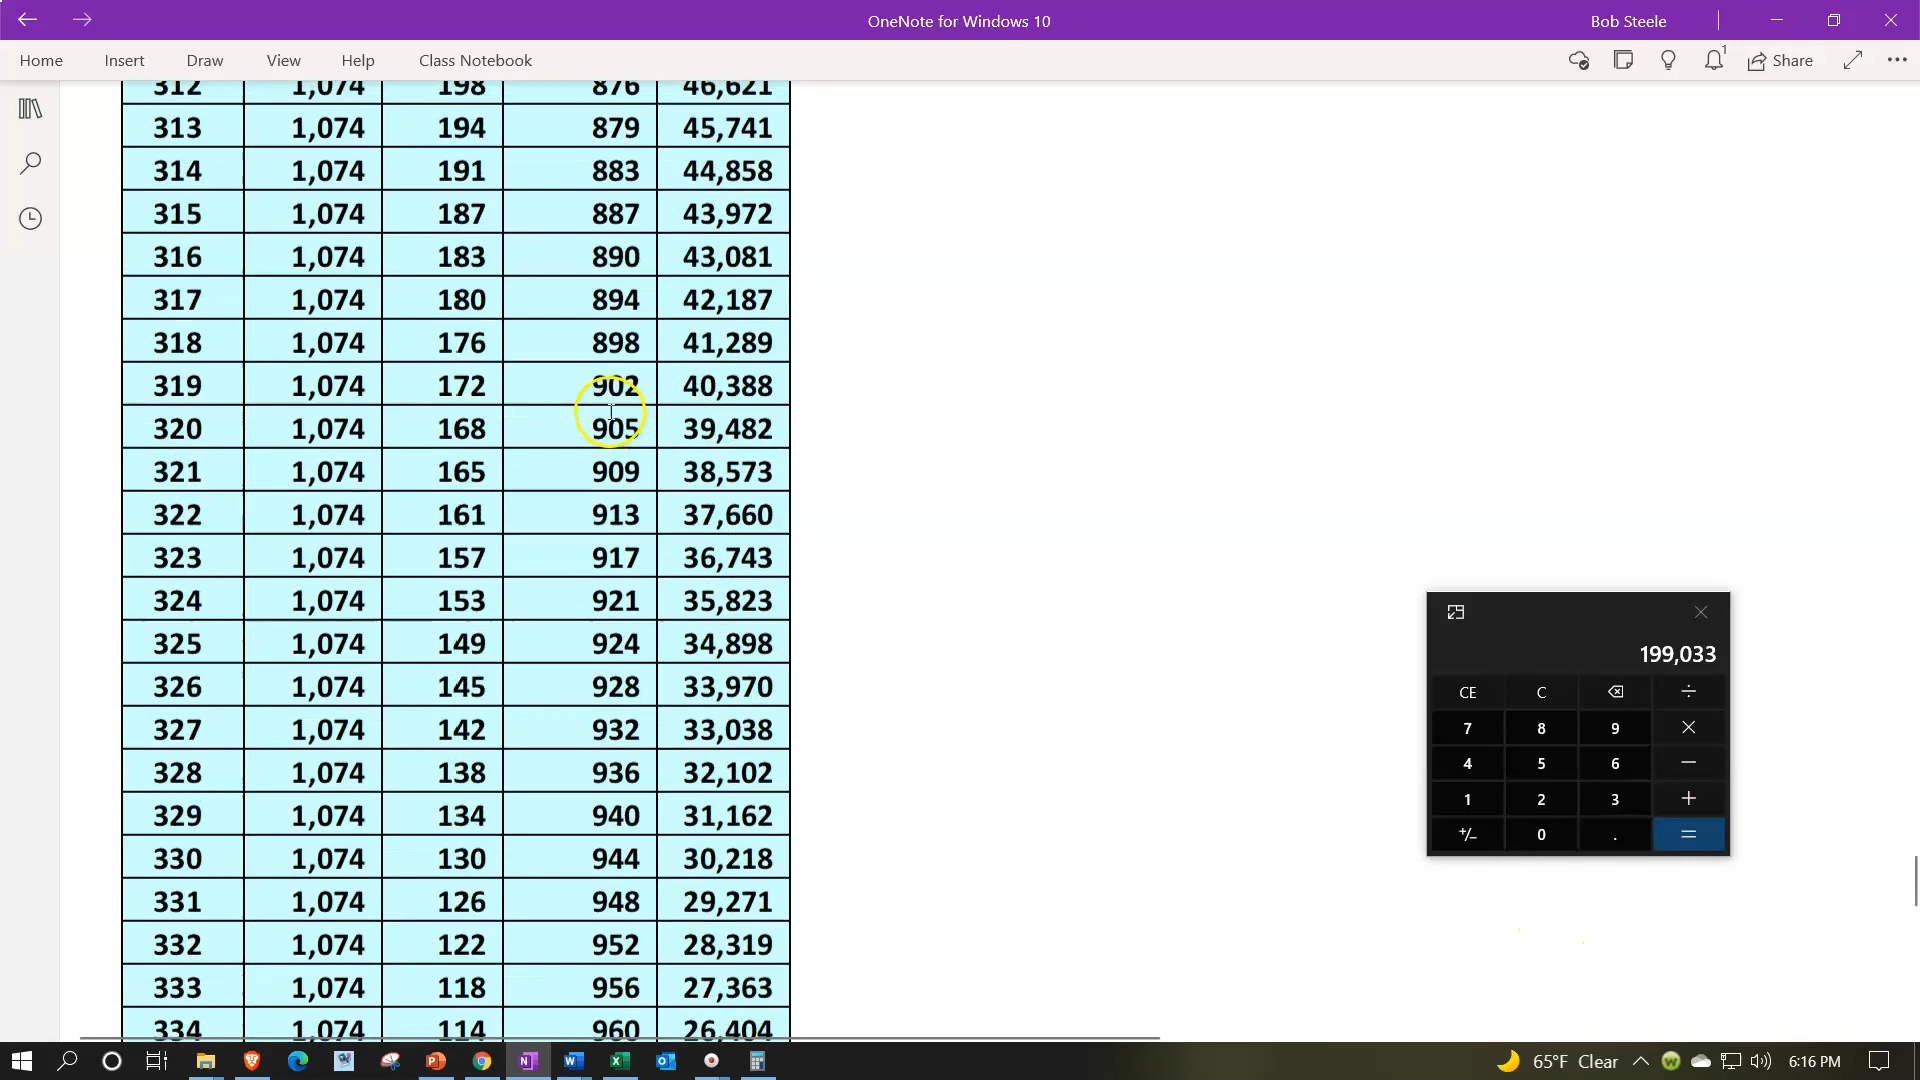 OneNote for Windows 10
Bob Steele
Home Insert Draw View Help Class Notebook
1 Share
312 1,074 198 876 46,621
313 1,074 194 879 45,741
314 1,074 191 883 44,858
315 1,074 187 887 43,972
316 1,074 183 890 43,081
317 1,074 180 894 42,187
318 1,074 176 898 41,289
319 1,074 172 902 40,388
320 1,074 168 905 39,482
321 1,074 165 909 38,573
322 1,074 161 913 37,660
323 1,074 157 917 36,743
324 1,074 153 921 35,823
325 1,074 149 924 34,898
326 1,074 145 928 33,970
327 1,074 142 932 33,038
328 1,074 138 936 32,102
329 1,074 134 940 31,162
330 1,074 130 944 30,218
331 1,074 126 948 29,271
332 1,074 122 952 28,319
333 1,074 118 956 27,363
334 1,074 114 960 26,404
199,033
CE C ÷
7 8 9 ×
4 5 6 −
1 2 3 +
+/− 0 . =
65°F Clear
6:16 PM